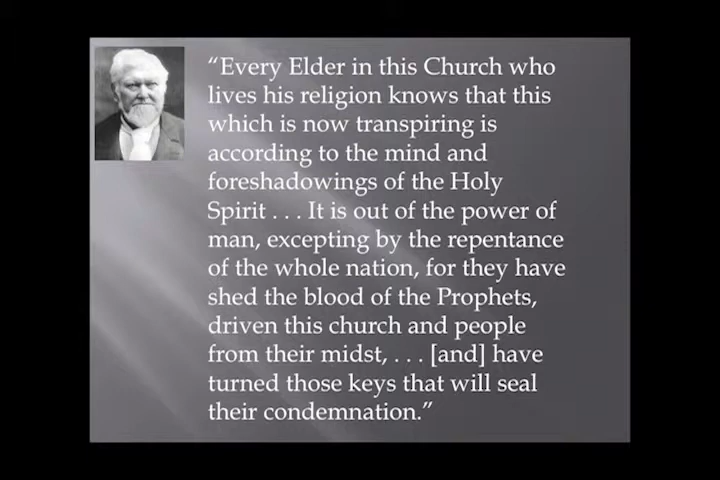 “Every Elder in this Church who
lives his religion knows that this
which is now transpiring is
according to the mind and
foreshadowings of the Holy
Spirit . . . It is out of the power of
man, excepting by the repentance
of the whole nation, for they have
shed the blood of the Prophets,
driven this church and people
from their midst, . . . [and] have
turned those keys that will seal
their condemnation.”